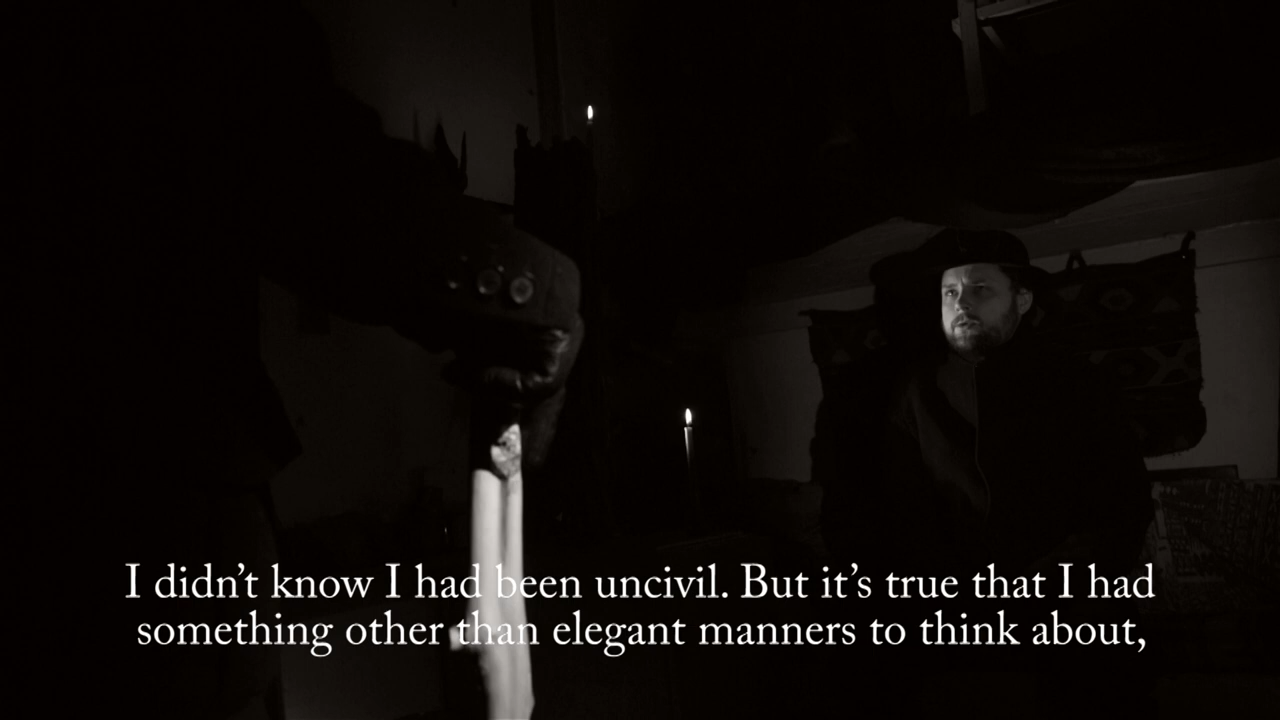 I didn’t know I had been uncivil. But it’s true that I had
something other than elegant manners to think about,